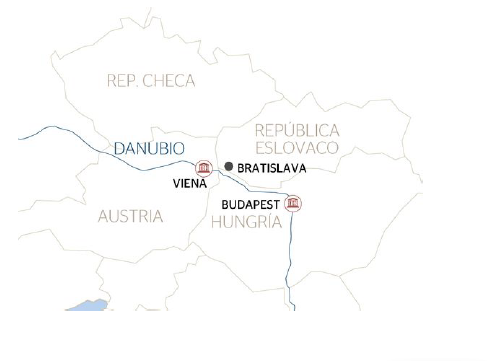 REP. CHECA
REPÚBLICA
ESLOVACO
DANUBIO
BRATISLAVA
VIENA
BUDAPEST
AUSTRIA
HUNGRÍA